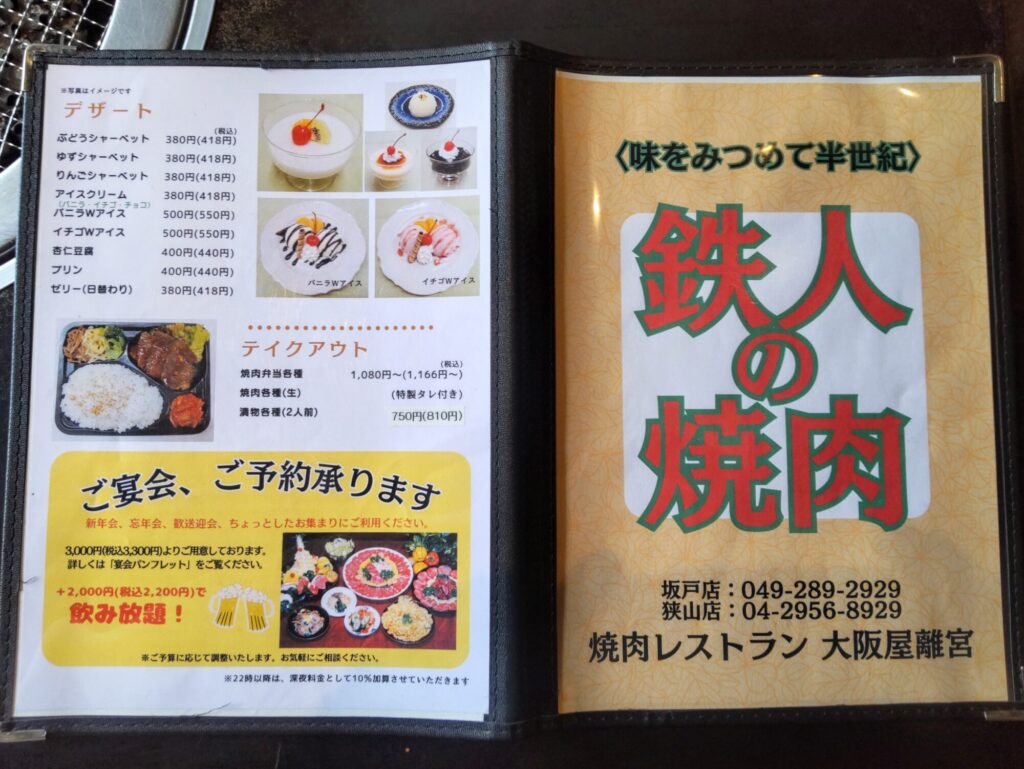 ※写真はイメージです
デザート
(税込)
ぶどうシャーベット 380円(418円)
ゆずシャーベット 380円(418円)
りんごシャーベット 380円(418円)
アイスクリーム 380円(418円)
(バニラ・イチゴ・チョコ)
バニラWアイス 500円(550円)
イチゴWアイス 500円(550円)
杏仁豆腐 400円(440円)
プリン 400円(440円)
ゼリー(日替わり) 380円(418円)
バニラWアイス
イチゴWアイス
テイクアウト
(税込)
焼肉弁当各種 1,080円〜(1,166円〜)
焼肉各種(生) (特製タレ付き)
漬物各種(2人前) 750円(810円)
ご宴会、ご予約承ります
新年会、忘年会、歓送迎会、ちょっとしたお集まりにご利用ください。
3,000円(税込3,300円)よりご用意しております。
詳しくは「宴会パンフレット」をご覧ください。
+2,000円(税込2,200円)で
飲み放題!
※ご予算に応じて調整いたします。お気軽にご相談ください。
※22時以降は、深夜料金として10%加算させていただきます
〈味をみつめて半世紀〉
鉄人
の
焼肉
坂戸店:049-289-2929
狭山店:04-2956-8929
焼肉レストラン 大阪屋離宮